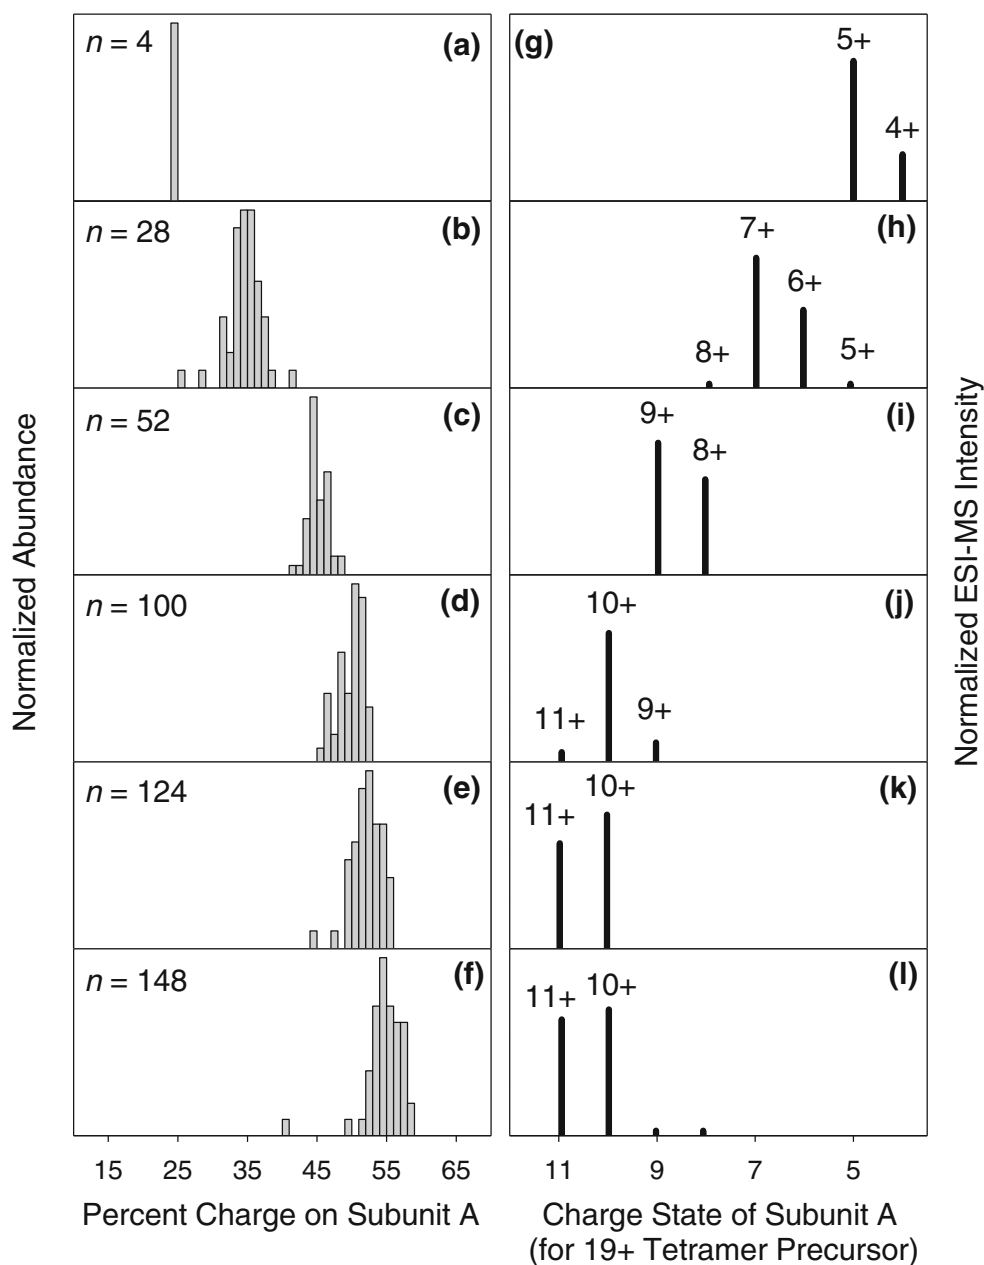 n = 4 (a)
(g) 5+
4+
n = 28 (b)
7+ (h)
6+
8+ 5+
n = 52 (c)
9+ (i)
8+
n = 100 (d)
10+ (j)
11+ 9+
n = 124 (e)
10+ (k)
11+
n = 148 (f)
11+ 10+ (l)
15 25 35 45 55 65
11 9 7 5
Percent Charge on Subunit A
Charge State of Subunit A
(for 19+ Tetramer Precursor)
Normalized Abundance
Normalized ESI-MS Intensity